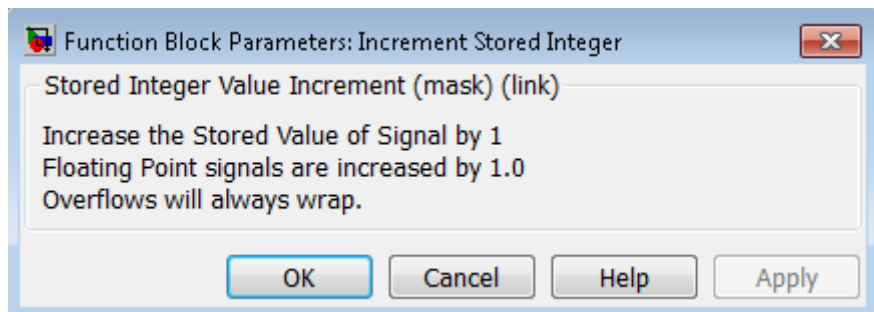 Function Block Parameters: Increment Stored Integer
Stored Integer Value Increment (mask) (link)
Increase the Stored Value of Signal by 1
Floating Point signals are increased by 1.0
Overflows will always wrap.
OK Cancel Help Apply